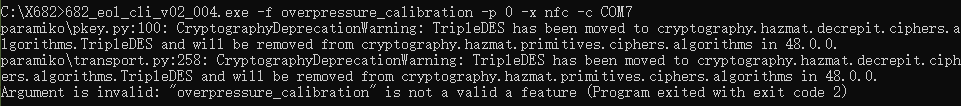 C:\X682>682_eol_cli_v02_004.exe -f overpressure_calibration -p 0 -x nfc -c COM7
paramiko\pkey.py:100: CryptographyDeprecationWarning: TripleDES has been moved to cryptography.hazmat.decrepit.ciphers.a
lgorithms.TripleDES and will be removed from cryptography.hazmat.primitives.ciphers.algorithms in 48.0.0.
paramiko\transport.py:258: CryptographyDeprecationWarning: TripleDES has been moved to cryptography.hazmat.decrepit.ciph
ers.algorithms.TripleDES and will be removed from cryptography.hazmat.primitives.ciphers.algorithms in 48.0.0.
Argument is invalid: "overpressure_calibration" is not a valid a feature (Program exited with exit code 2)